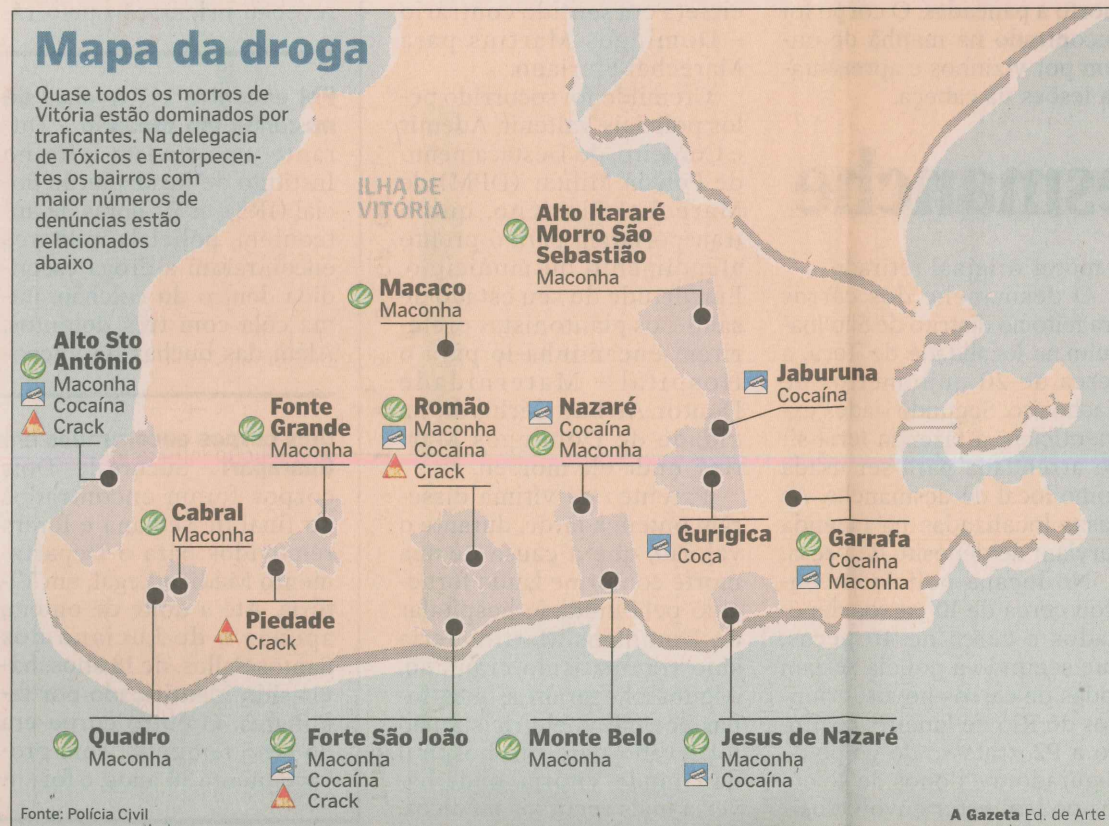 Mapa da droga
Quase todos os morros de
Vitória estão dominados por
traficantes. Na delegacia
de Tóxicos e Entorpecen-
tes os bairros com
maior números de
denúncias estão
relacionados
abaixo
ILHA DE
VITÓRIA
Alto Itararé
Morro São
Sebastião
Maconha
Macaco
Maconha
Alto Sto
Antônio
Maconha
Cocaína
Crack
Fonte
Grande
Maconha
Romão
Maconha
Cocaína
Crack
Nazaré
Cocaína
Maconha
Jaburuna
Cocaína
Cabral
Maconha
Piedade
Crack
Gurigica
Coca
Garrafa
Cocaína
Maconha
Quadro
Maconha
Forte São João
Maconha
Cocaína
Crack
Monte Belo
Maconha
Jesus de Nazaré
Maconha
Cocaína
Fonte: Polícia Civil
A Gazeta Ed. de Arte